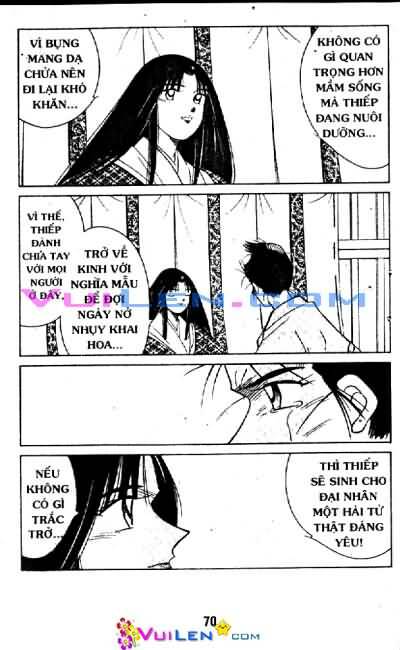 KHÔNG CÓ
GÌ QUAN
TRỌNG HƠN
MẦM SỐNG
MÀ THIẾP
ĐANG NUÔI
DƯỠNG...
VÌ BỤNG
MANG DẠ
CHỬA NÊN
ĐI LẠI KHÓ
KHĂN...
TRỞ VỀ
KINH VỚI
NGHĨA MẪU
ĐỂ ĐỢI
NGÀY NỞ
NHỤY KHAI
HOA...
VÌ THẾ,
THIẾP
ĐÀNH
CHIA TAY
VỚI MỌI
NGƯỜI
Ở ĐÂY.
VuiLen.com
THÌ THIẾP
SẼ SINH CHO
ĐẠI NHÂN
MỘT HÀI TỬ
THẬT ĐÁNG
YÊU!
NẾU
KHÔNG
CÓ GÌ
TRẮC
TRỞ...
70
VuiLen